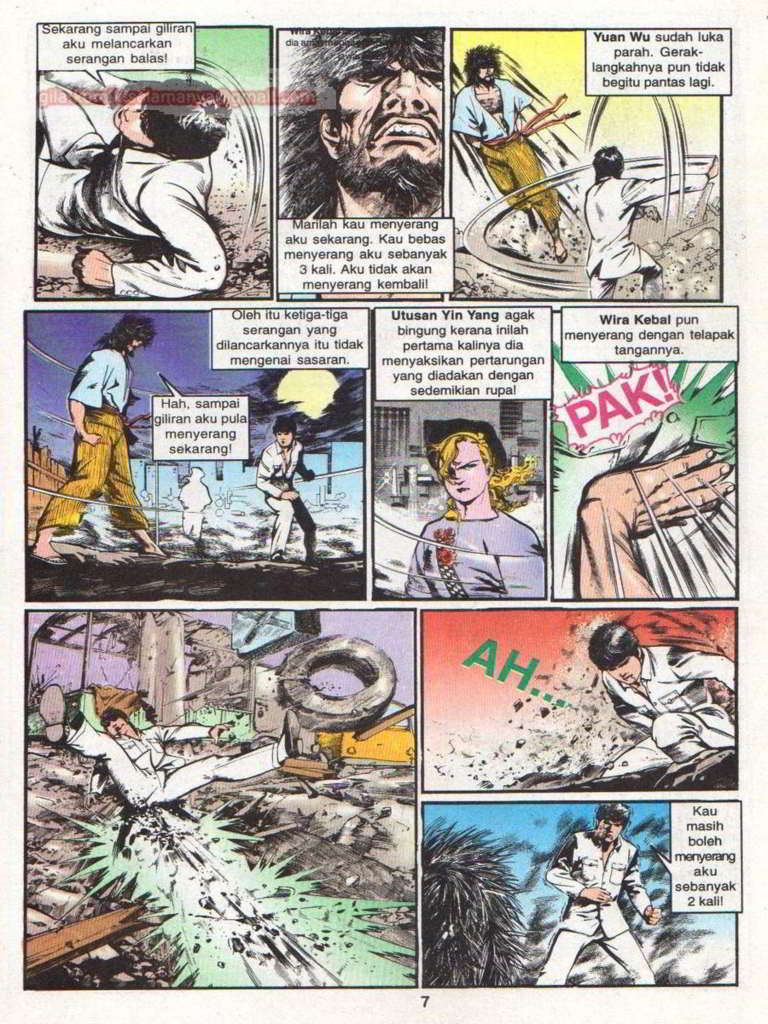 Sekarang sampai giliran
aku melancarkan
serangan balas!
Wira
dia
Marilah kau menyerang
aku sekarang. Kau bebas
menyerang aku sebanyak
3 kali. Aku tidak akan
menyerang kembali!
Yuan Wu sudah luka
parah. Gerak-
langkahnya pun tidak
begitu pantas lagi.
Oleh itu ketiga-tiga
serangan yang
dilancarkannya itu tidak
mengenai sasaran.
Hah, sampai
giliran aku pula
menyerang
sekarang!
Utusan Yin Yang agak
bingung kerana inilah
pertama kalinya dia
menyaksikan pertarungan
yang diadakan dengan
sedemikian rupa!
Wira Kebal pun
menyerang dengan telapak
tangannya.
PAK!
AH...
Kau
masih
boleh
menyerang
aku
sebanyak
2 kali!
7